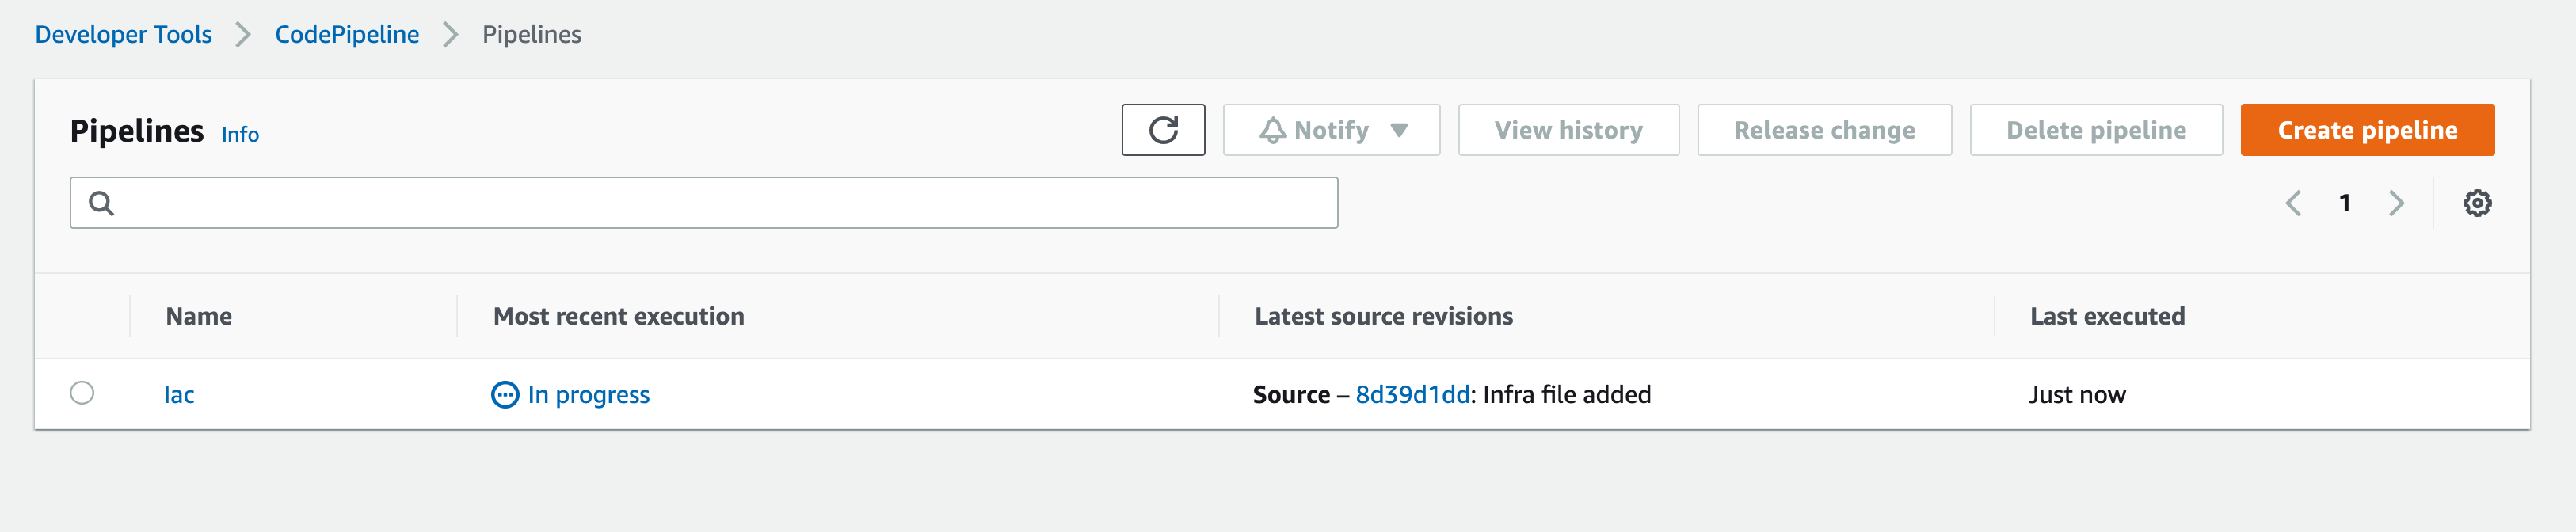 Developer Tools > CodePipeline > Pipelines
Pipelines Info
Notify ▼ View history Release change Delete pipeline Create pipeline
< 1 >
Name Most recent execution Latest source revisions Last executed
Iac In progress Source – 8d39d1dd: Infra file added Just now